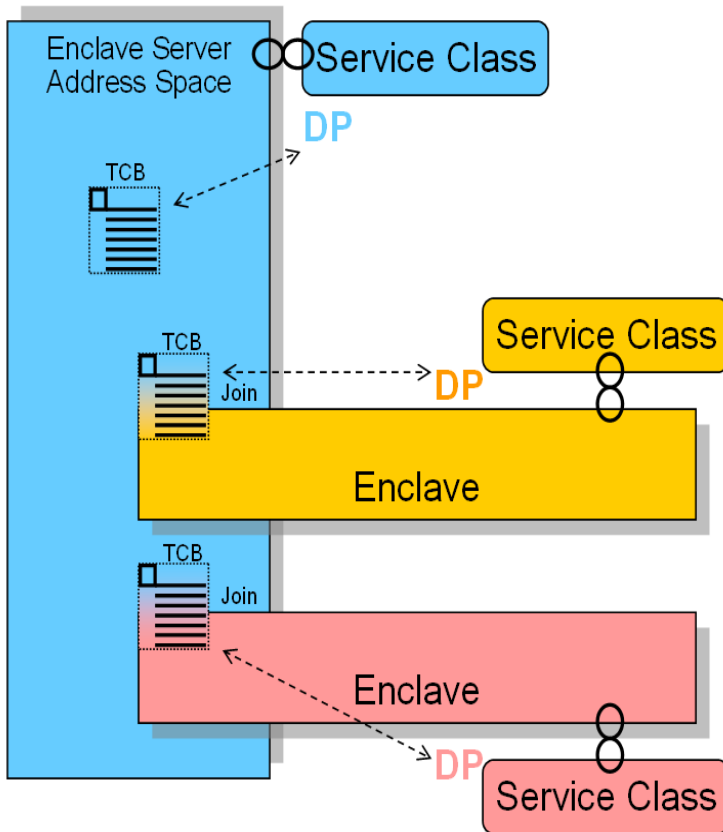 Enclave Server
Address Space
Service Class
DP
TCB
Service Class
TCB
DP
Join
Enclave
TCB
Join
Enclave
DP
Service Class